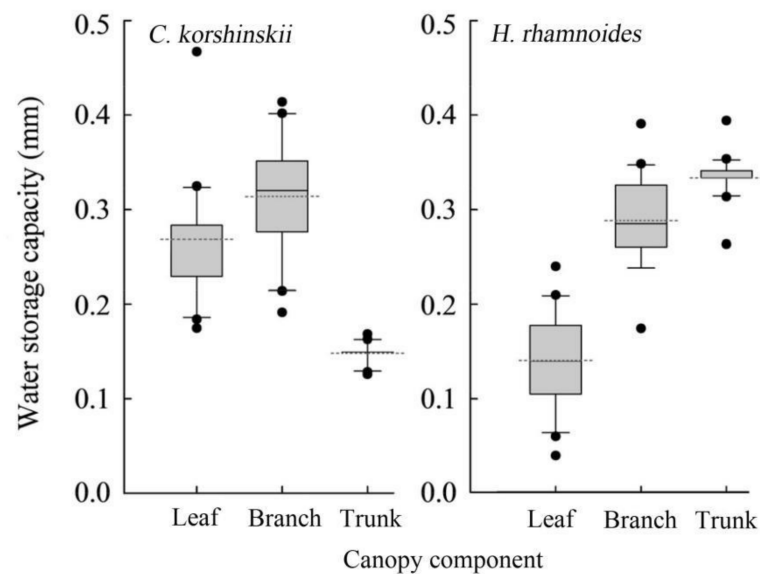 C. korshinskii
H. rhamnoides
Water storage capacity (mm)
0.5
0.4
0.3
0.2
0.1
0.0
0.5
0.4
0.3
0.2
0.1
0.0
Leaf Branch Trunk
Leaf Branch Trunk
Canopy component